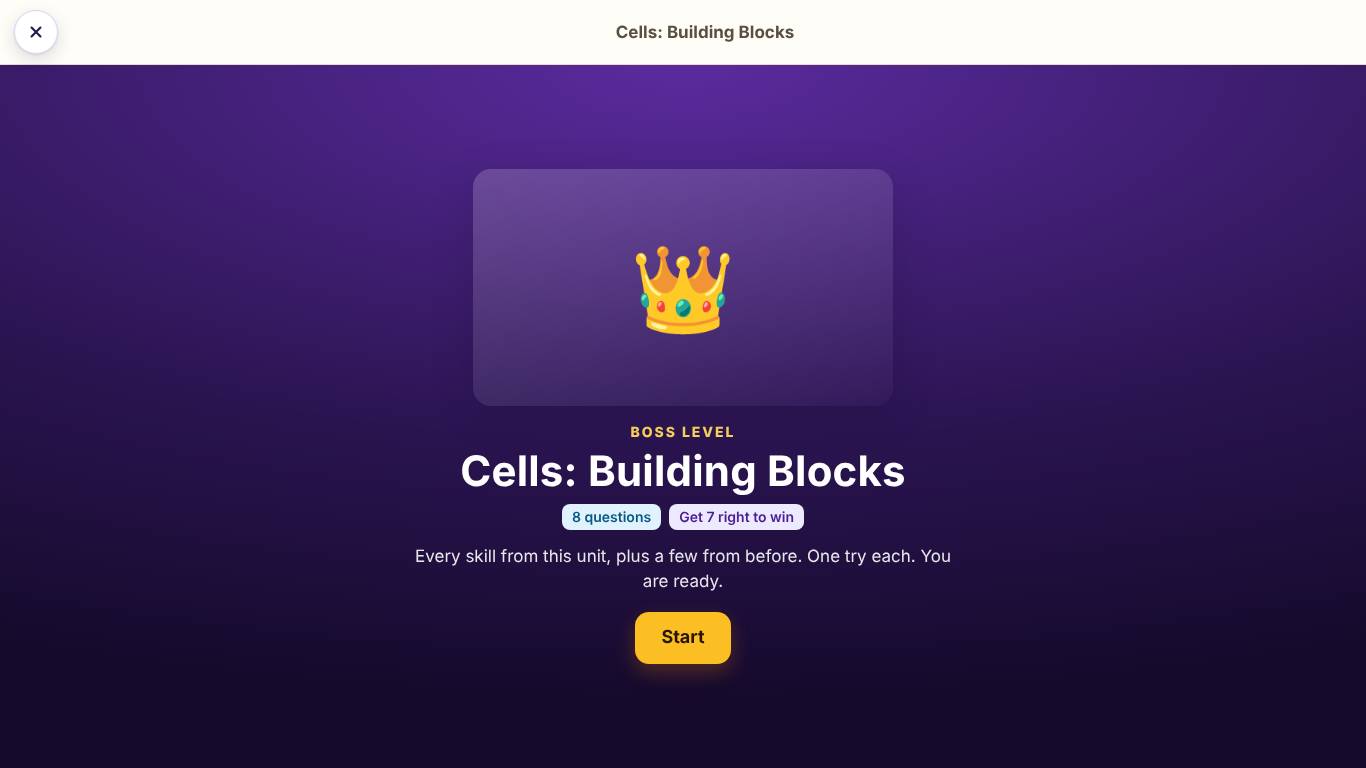 Cells: Building Blocks
BOSS LEVEL
Cells: Building Blocks
8 questions
Get 7 right to win
Every skill from this unit, plus a few from before. One try each. You
are ready.
Start